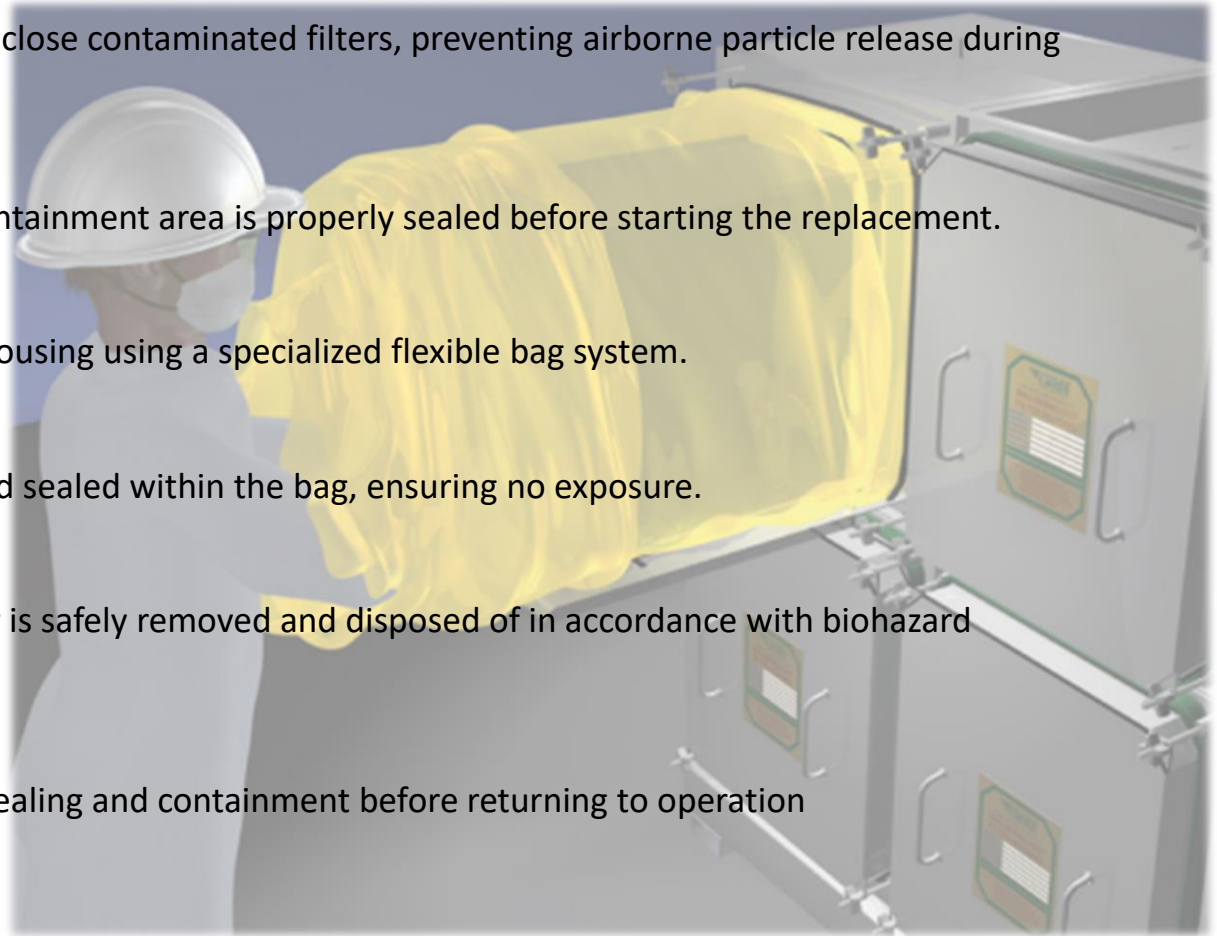 close contaminated filters, preventing airborne particle release during
ntainment area is properly sealed before starting the replacement.
ousing using a specialized flexible bag system.
d sealed within the bag, ensuring no exposure.
is safely removed and disposed of in accordance with biohazard
ealing and containment before returning to operation